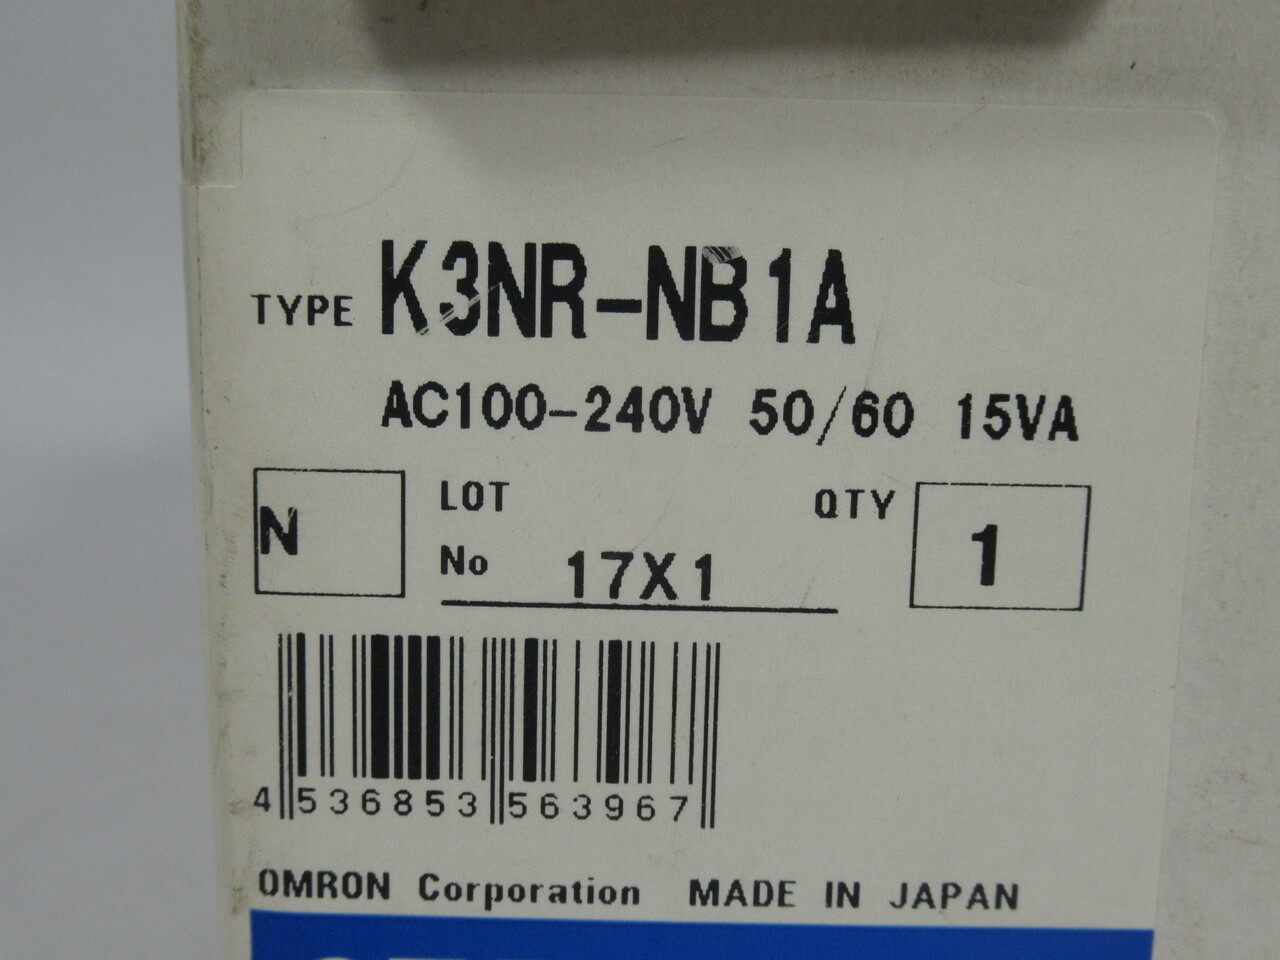 TYPE K3NR-NB1A
AC100-240V 50/60 15VA
N
LOT
No 17X1
QTY 1
4 536853 563967
OMRON Corporation MADE IN JAPAN